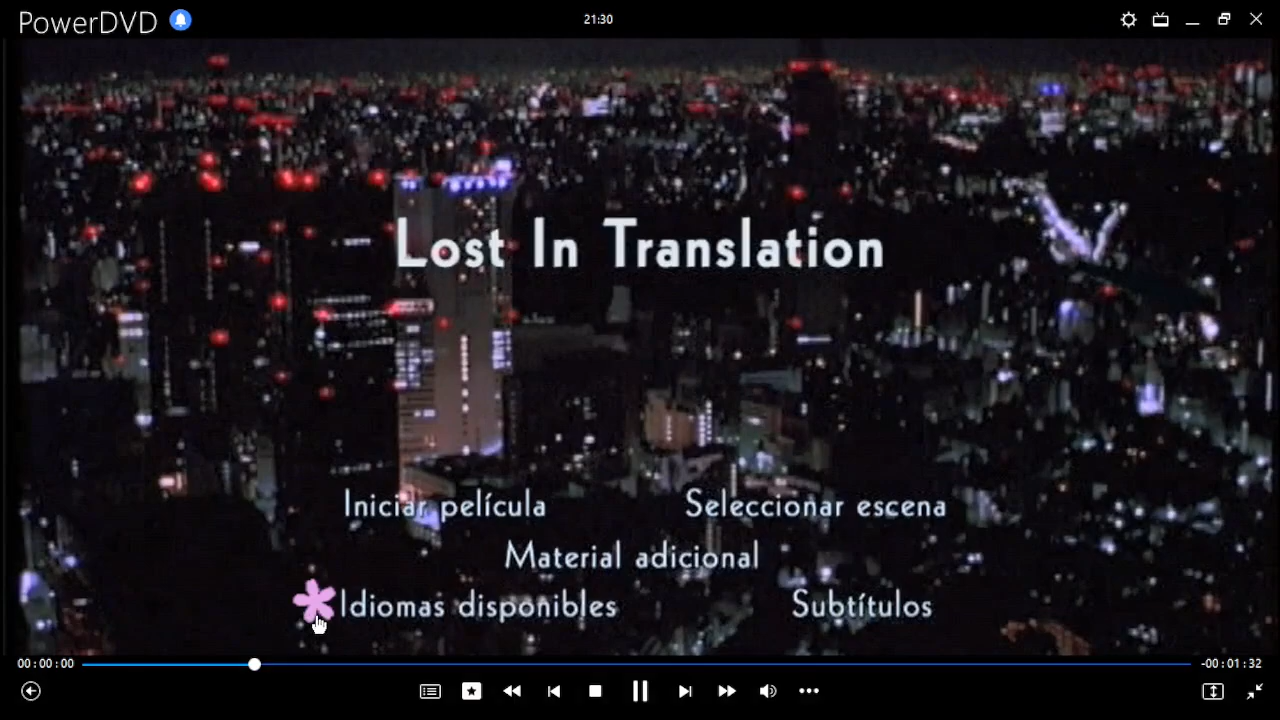 PowerDVD
21:30
Lost In Translation
Iniciar película
Seleccionar escena
Material adicional
Idiomas disponibles
Subtítulos
00:00:00
-00:01:32